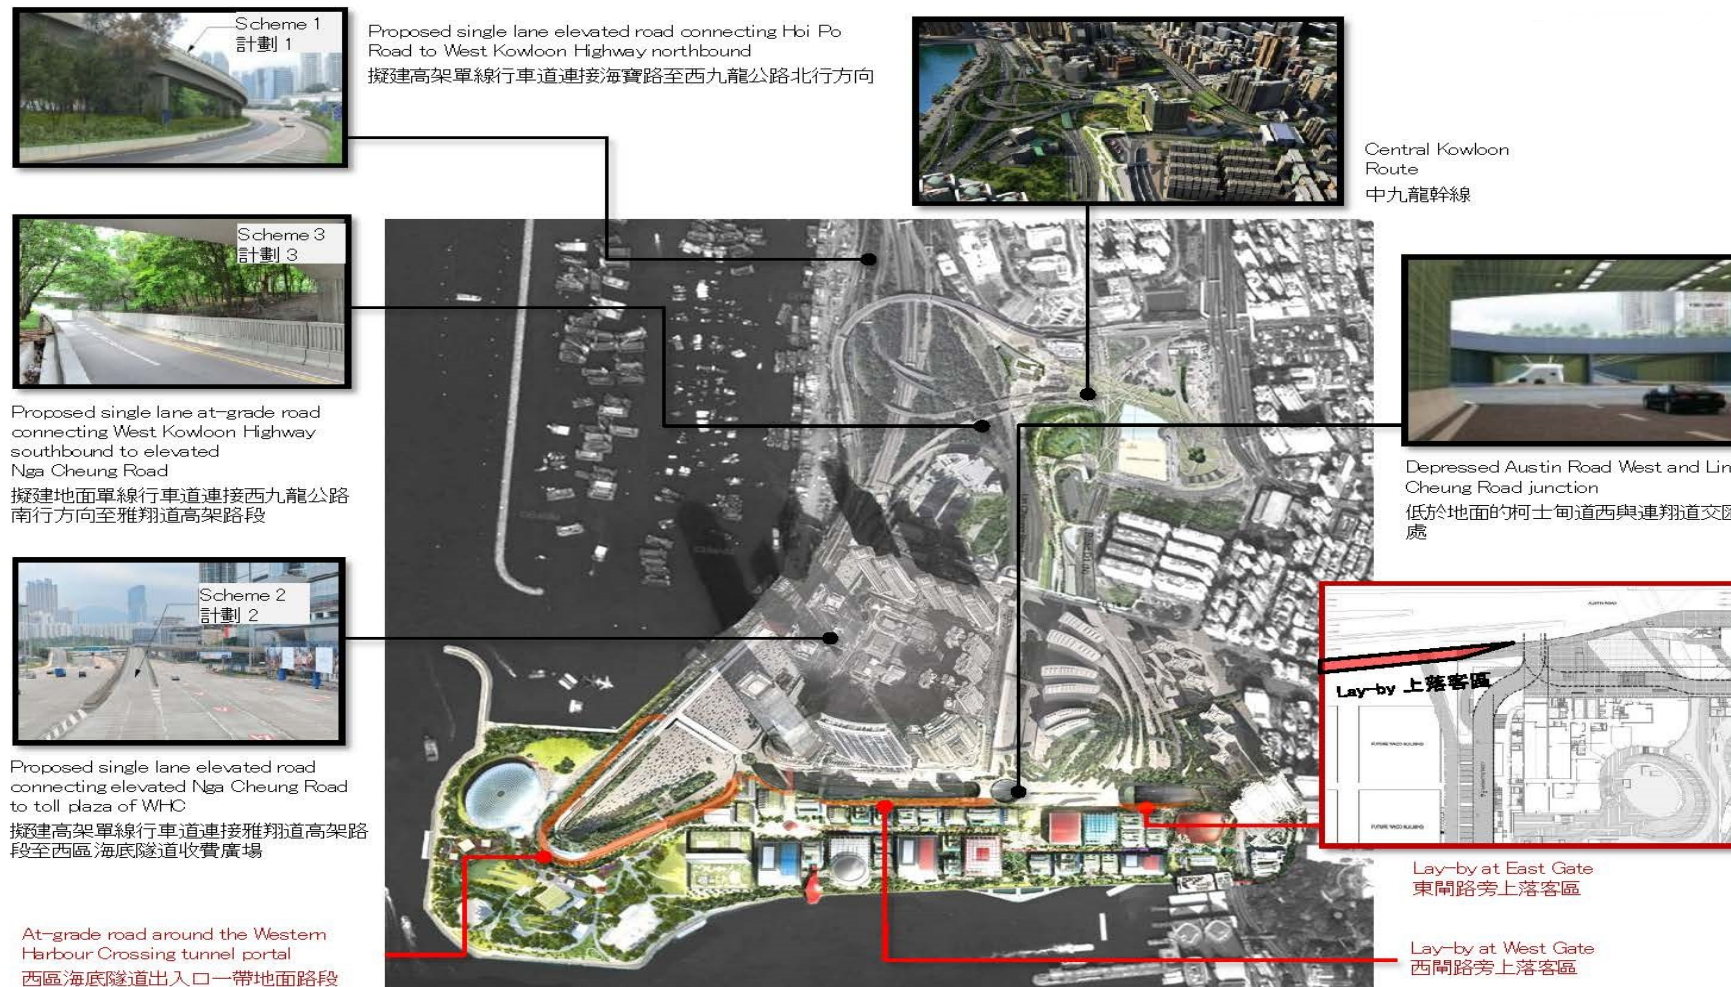 Scheme 1
計劃 1
Proposed single lane elevated road connecting Hoi Po
Road to West Kowloon Highway northbound
擬建高架單線行車道連接海寶路至西九龍公路北行方向
Central Kowloon
Route
中九龍幹線
Scheme 3
計劃 3
Proposed single lane at-grade road
connecting West Kowloon Highway
southbound to elevated
Nga Cheung Road
擬建地面單線行車道連接西九龍公路
南行方向至雅翔道高架路段
Depressed Austin Road West and Lin
Cheung Road junction
低於地面的柯士甸道西與連翔道交
處
Scheme 2
計劃 2
Proposed single lane elevated road
connecting elevated Nga Cheung Road
to toll plaza of WHC
擬建高架單線行車道連接雅翔道高架路
段至西區海底隧道收費廣場
AUSTIN ROAD
Lay-by 上落客區
Lay-by at East Gate
東閘路旁上落客區
At-grade road around the Western
Harbour Crossing tunnel portal
西區海底隧道出入口一帶地面路段
Lay-by at West Gate
西閘路旁上落客區